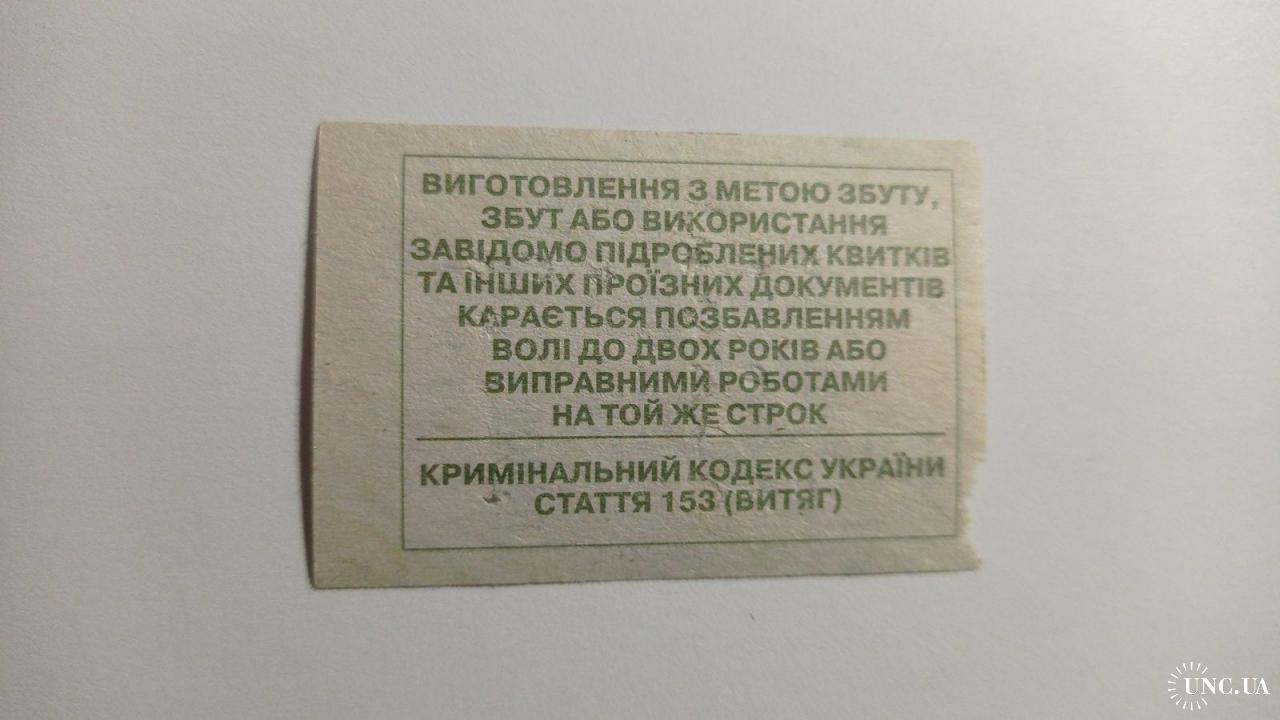 ВИГОТОВЛЕННЯ З МЕТОЮ ЗБУТУ,
ЗБУТ АБО ВИКОРИСТАННЯ
ЗАВІДОМО ПІДРОБЛЕНИХ КВИТКІВ
ТА ІНШИХ ПРОЇЗНИХ ДОКУМЕНТІВ
КАРАЄТЬСЯ ПОЗБАВЛЕННЯМ
ВОЛІ ДО ДВОХ РОКІВ АБО
ВИПРАВНИМИ РОБОТАМИ
НА ТОЙ ЖЕ СТРОК
КРИМІНАЛЬНИЙ КОДЕКС УКРАЇНИ
СТАТТЯ 153 (ВИТЯГ)
UNC.UA